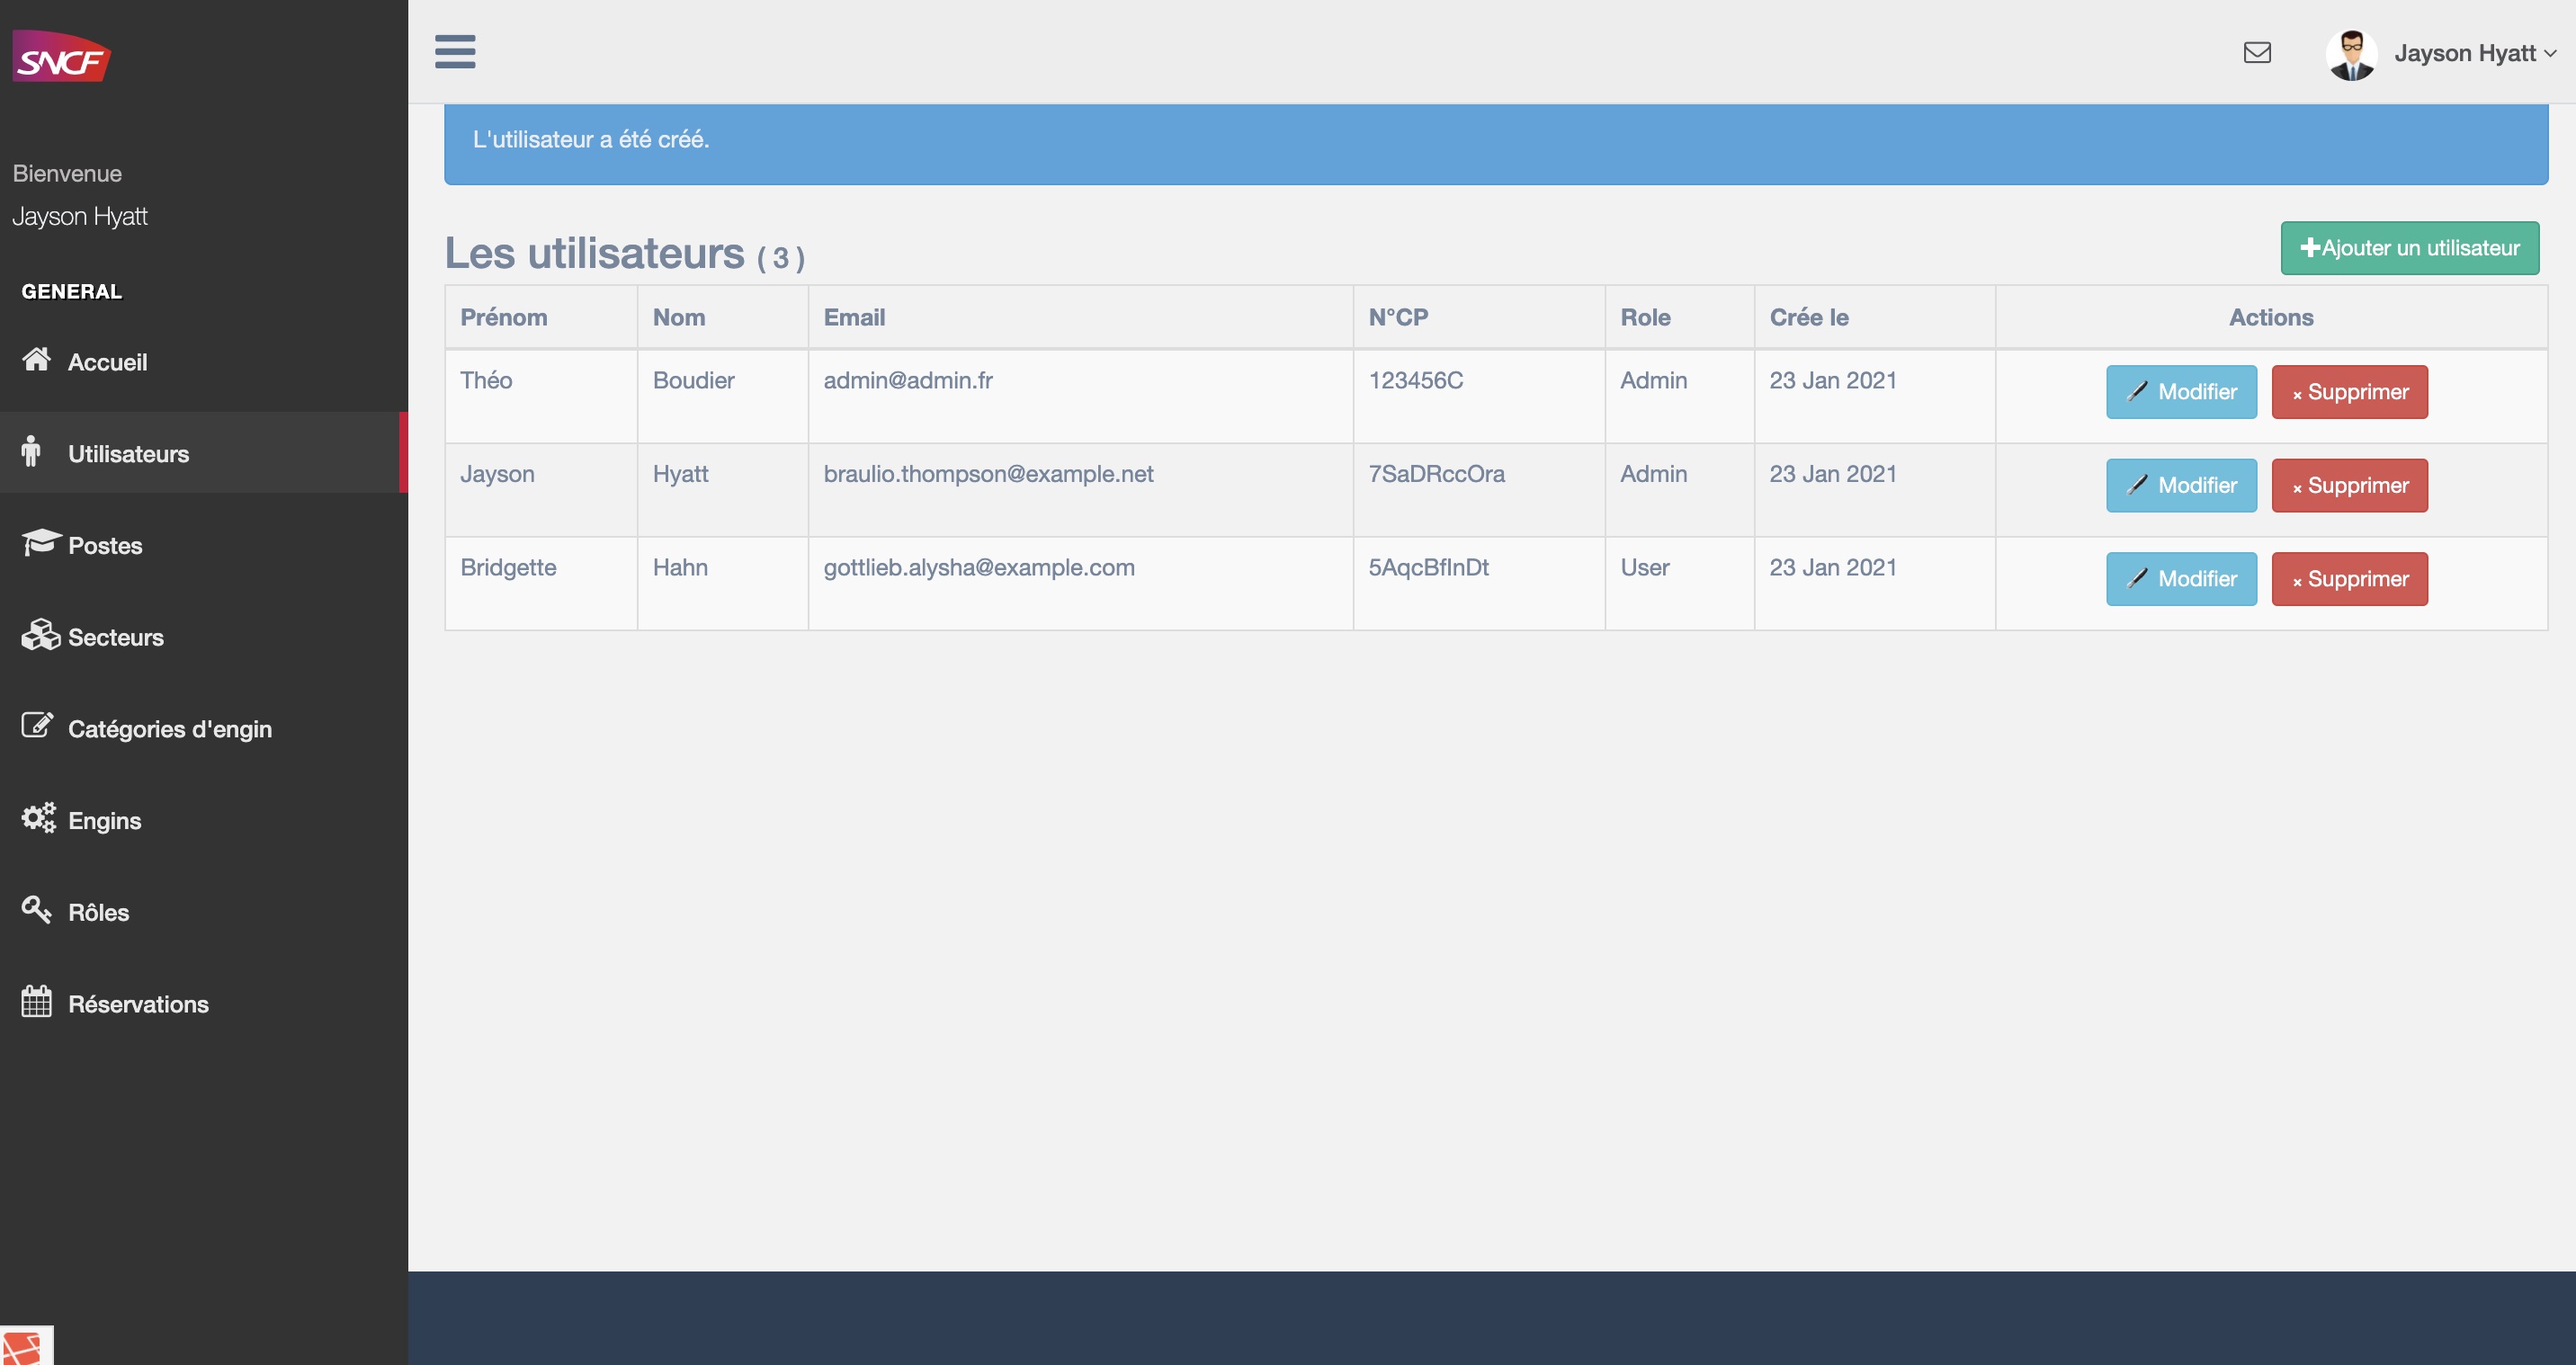 SNCF
Bienvenue
Jayson Hyatt
GENERAL
Accueil
Utilisateurs
Postes
Secteurs
Catégories d'engin
Engins
Rôles
Réservations
Jayson Hyatt
L'utilisateur a été créé.
Les utilisateurs ( 3 )
Ajouter un utilisateur
Prénom Nom Email N°CP Role Crée le Actions
Théo Boudier admin@admin.fr 123456C Admin 23 Jan 2021 Modifier × Supprimer
Jayson Hyatt braulio.thompson@example.net 7SaDRccOra Admin 23 Jan 2021 Modifier × Supprimer
Bridgette Hahn gottlieb.alysha@example.com 5AqcBflnDt User 23 Jan 2021 Modifier × Supprimer